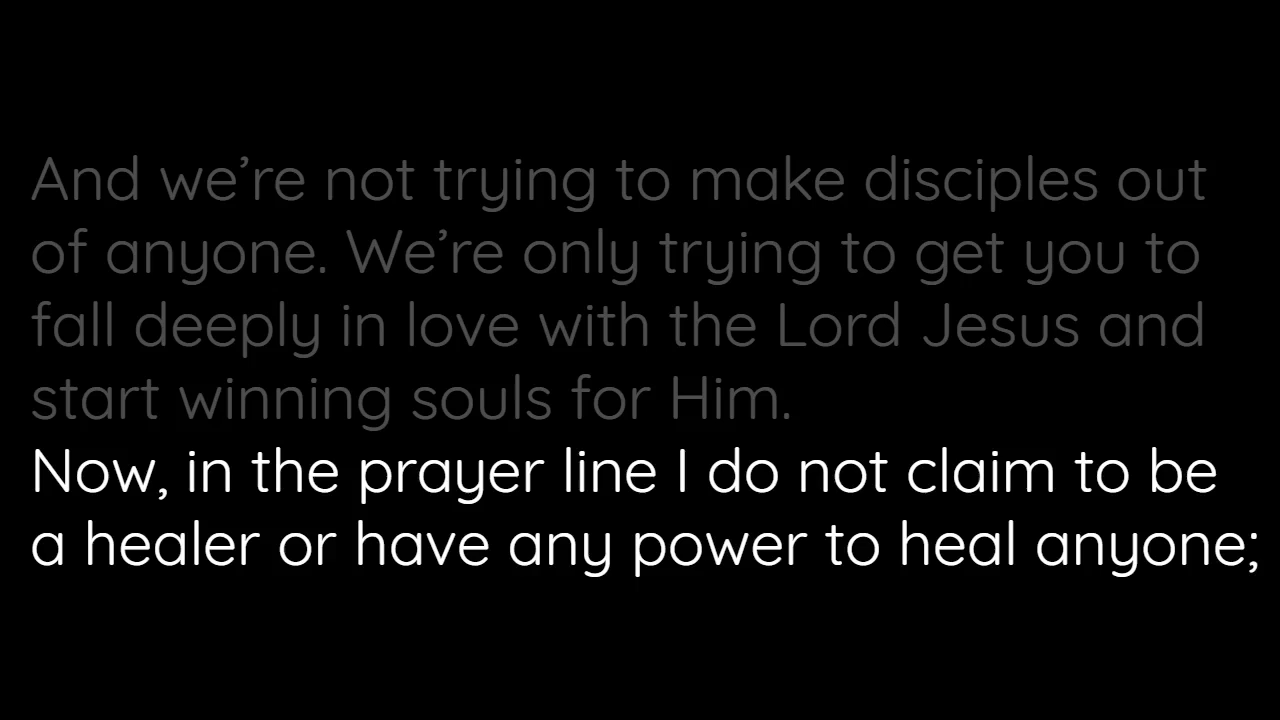 And we’re not trying to make disciples out
of anyone. We’re only trying to get you to
fall deeply in love with the Lord Jesus and
start winning souls for Him.
Now, in the prayer line I do not claim to be
a healer or have any power to heal anyone;